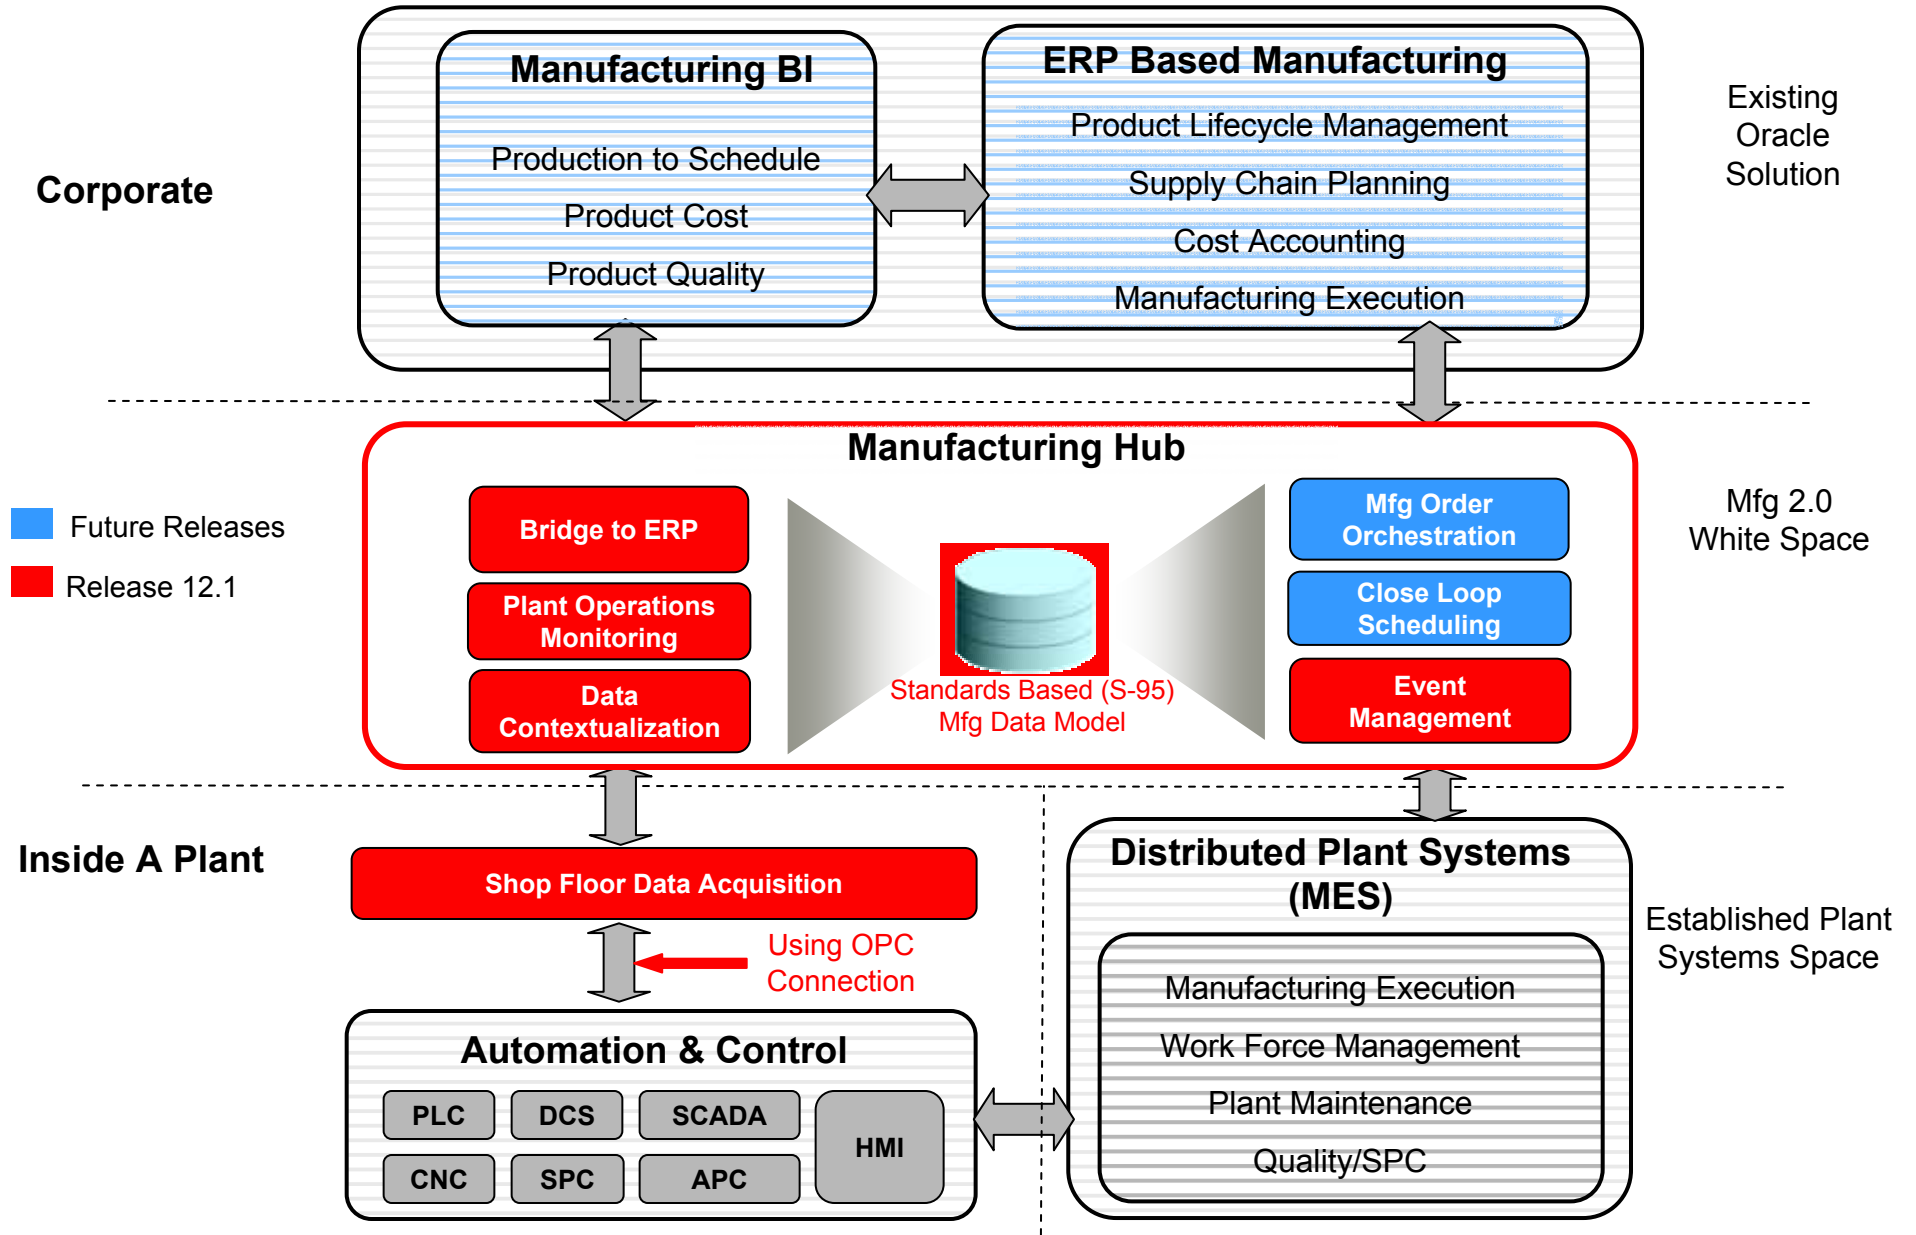 Manufacturing BI
Production to Schedule
Product Cost
Product Quality
ERP Based Manufacturing
Product Lifecycle Management
Supply Chain Planning
Cost Accounting
Manufacturing Execution
Existing
Oracle
Solution
Corporate
Manufacturing Hub
Future Releases
Release 12.1
Bridge to ERP
Plant Operations
Monitoring
Data
Contextualization
Standards Based (S-95)
Mfg Data Model
Mfg Order
Orchestration
Close Loop
Scheduling
Event
Management
Mfg 2.0
White Space
Inside A Plant
Shop Floor Data Acquisition
Using OPC
Connection
Automation & Control
PLC
DCS
SCADA
HMI
CNC
SPC
APC
Distributed Plant Systems
(MES)
Manufacturing Execution
Work Force Management
Plant Maintenance
Quality/SPC
Established Plant
Systems Space